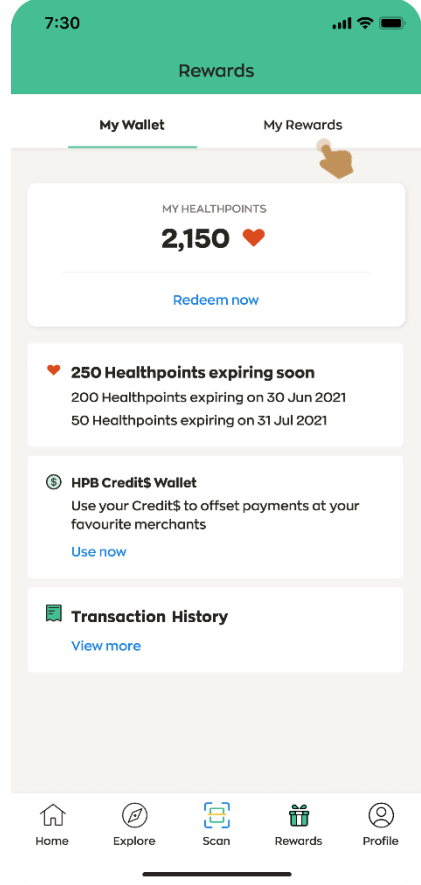 7:30
Rewards
My Wallet
My Rewards
MY HEALTHPOINTS
2,150
Redeem now
250 Healthpoints expiring soon
200 Healthpoints expiring on 30 Jun 2021
50 Healthpoints expiring on 31 Jul 2021
$
HPB Credit$ Wallet
Use your Credit$ to offset payments at your
favourite merchants
Use now
Transaction History
View more
Home
Explore
Scan
Rewards
Profile